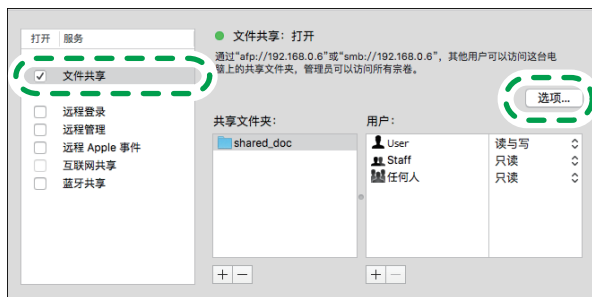 打开 服务
文件共享
远程登录
远程管理
远程 Apple 事件
互联网共享
蓝牙共享
文件共享：打开
通过“afp://192.168.0.6”或“smb://192.168.0.6”，其他用户可以访问这台电
脑上的共享文件夹，管理员可以访问所有宗卷。
选项...
共享文件夹：
shared_doc
用户：
User 读与写
Staff 只读
任何人 只读